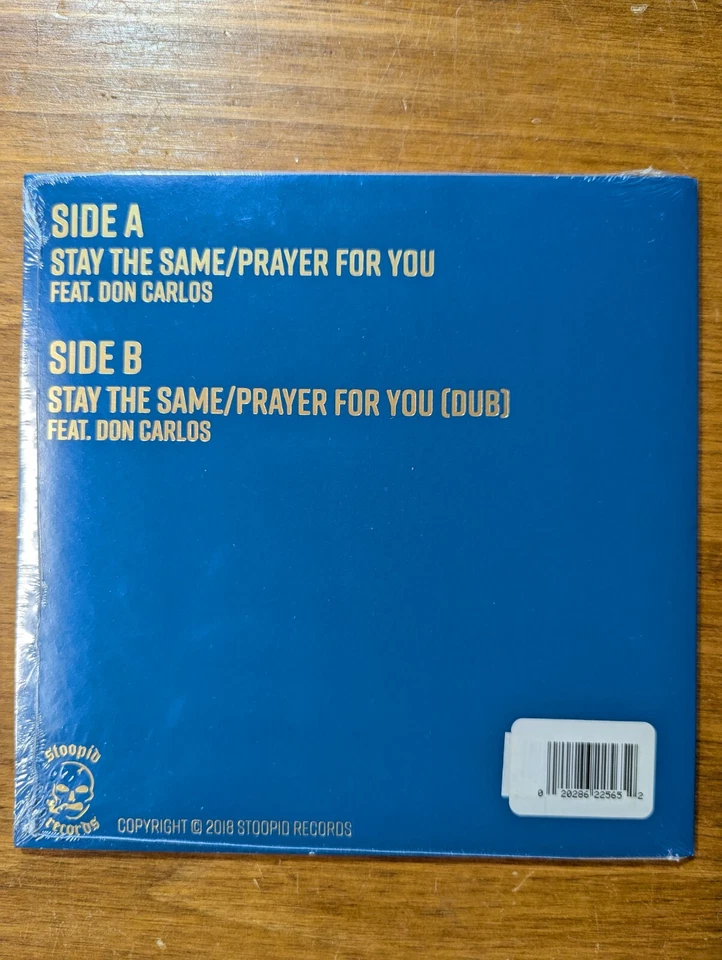 SIDE A
STAY THE SAME/PRAYER FOR YOU
FEAT. DON CARLOS
SIDE B
STAY THE SAME/PRAYER FOR YOU (DUB)
FEAT. DON CARLOS
stoopid
records
COPYRIGHT © 2018 STOOPID RECORDS
0 20286 22565 2